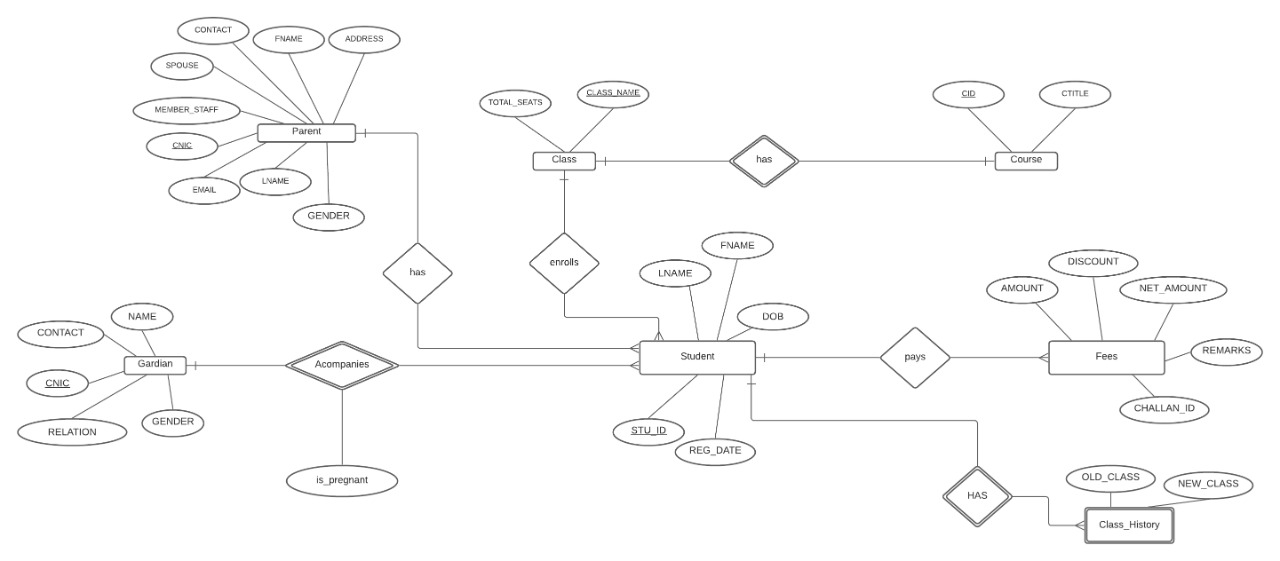 CONTACT
FNAME
ADDRESS
SPOUSE
MEMBER_STAFF
Parent
CNIC
EMAIL
LNAME
GENDER
TOTAL_SEATS
CLASS_NAME
CID
CTITLE
Class
has
Course
has
enrolls
FNAME
LNAME
DOB
DISCOUNT
AMOUNT
NET_AMOUNT
NAME
CONTACT
Gardian
Acompanies
Student
pays
Fees
REMARKS
CNIC
RELATION
GENDER
STU_ID
REG_DATE
CHALLAN_ID
is_pregnant
HAS
OLD_CLASS
NEW_CLASS
Class_History